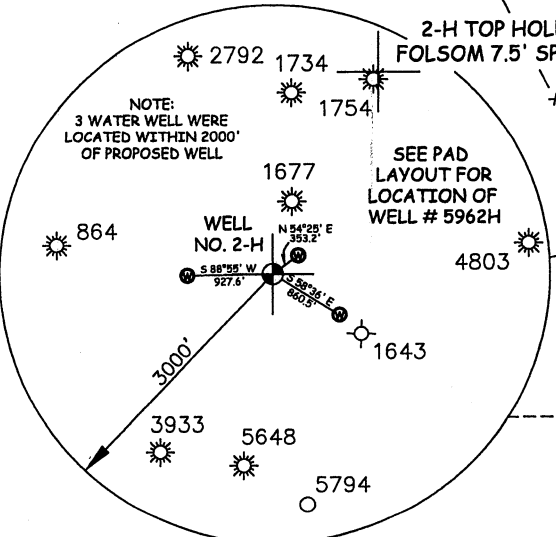 2-H TOP HOL
FOLSOM 7.5' SP
2792
1734
1754
NOTE:
3 WATER WELL WERE
LOCATED WITHIN 2000'
OF PROPOSED WELL
SEE PAD
LAYOUT FOR
LOCATION OF
WELL # 5962H
1677
864
WELL
NO. 2-H
N 54°25' E
353.2'
4803
S 88°55' W
927.6'
W
W
S 58°36' E
860.5'
W
1643
3000'
3933
5648
5794